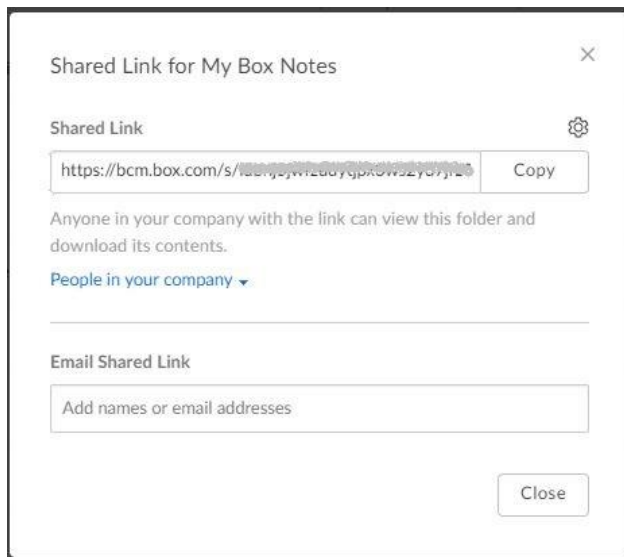 Shared Link for My Box Notes
Shared Link
https://bcm.box.com/s/
Copy
Anyone in your company with the link can view this folder and
download its contents.
People in your company
Email Shared Link
Add names or email addresses
Close